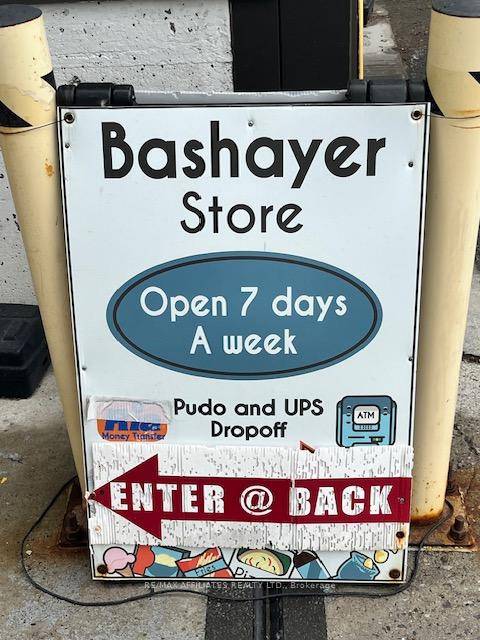 Bashayer
Store
Open 7 days
A week
Pudo and UPS
Dropoff
ATM
Money Transfer
ENTER @ BACK
RE/MAX AFFILIATES REALTY LTD., Brokerage